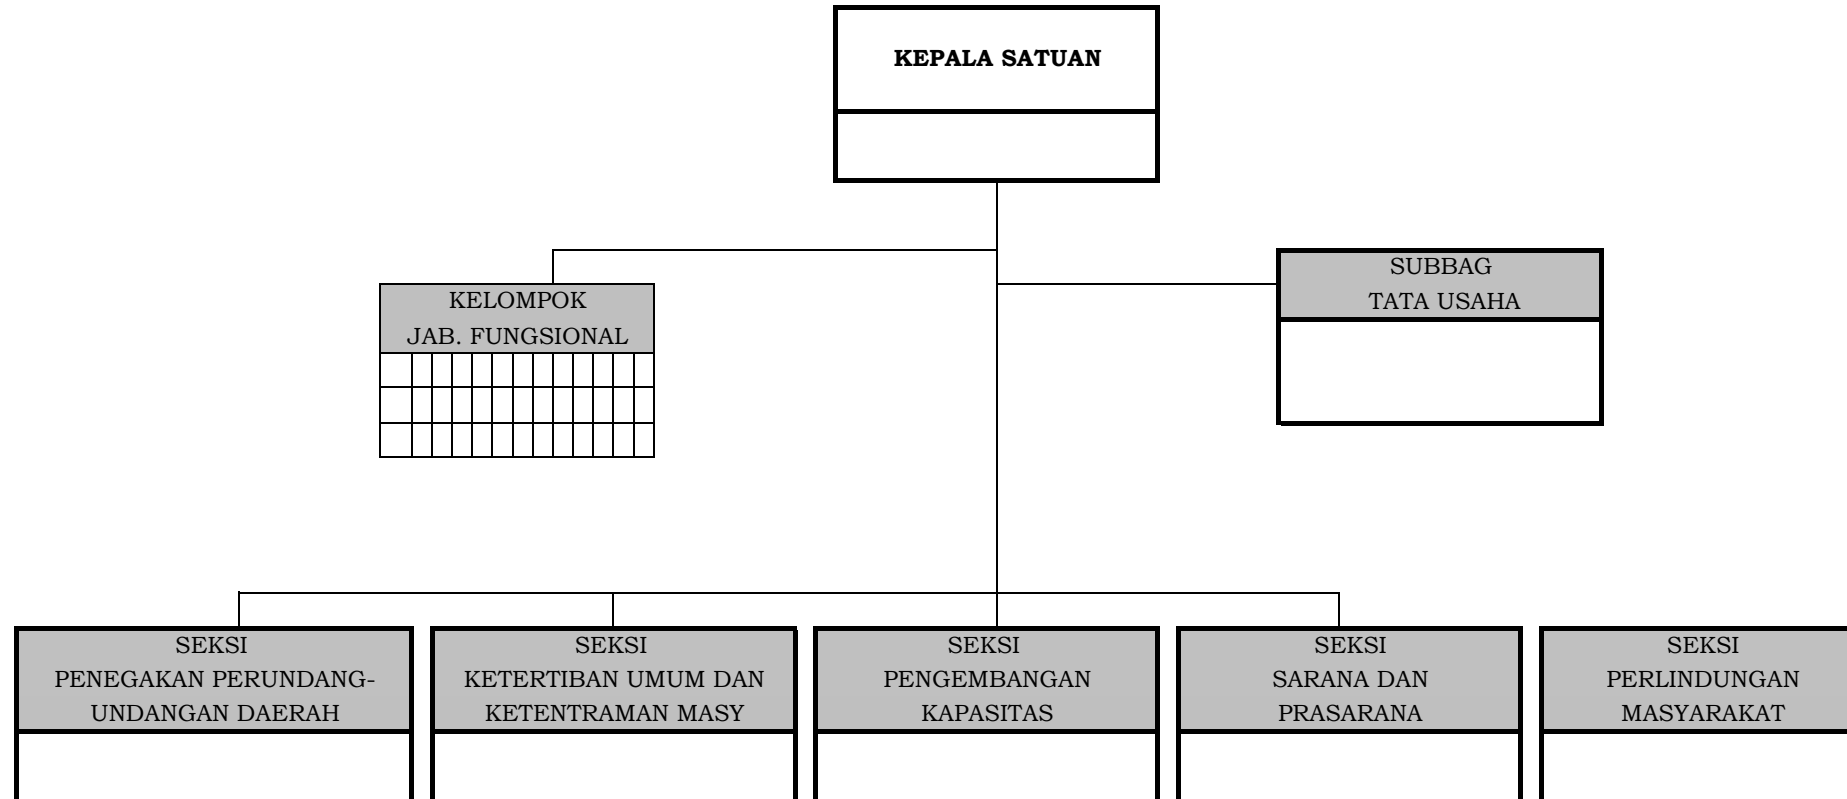 KEPALA SATUAN
KELOMPOK
JAB. FUNGSIONAL
SUBBAG
TATA USAHA
SEKSI
PENEGAKAN PERUNDANG-
UNDANGAN DAERAH
SEKSI
KETERTIBAN UMUM DAN
KETENTRAMAN MASY
SEKSI
PENGEMBANGAN
KAPASITAS
SEKSI
SARANA DAN
PRASARANA
SEKSI
PERLINDUNGAN
MASYARAKAT